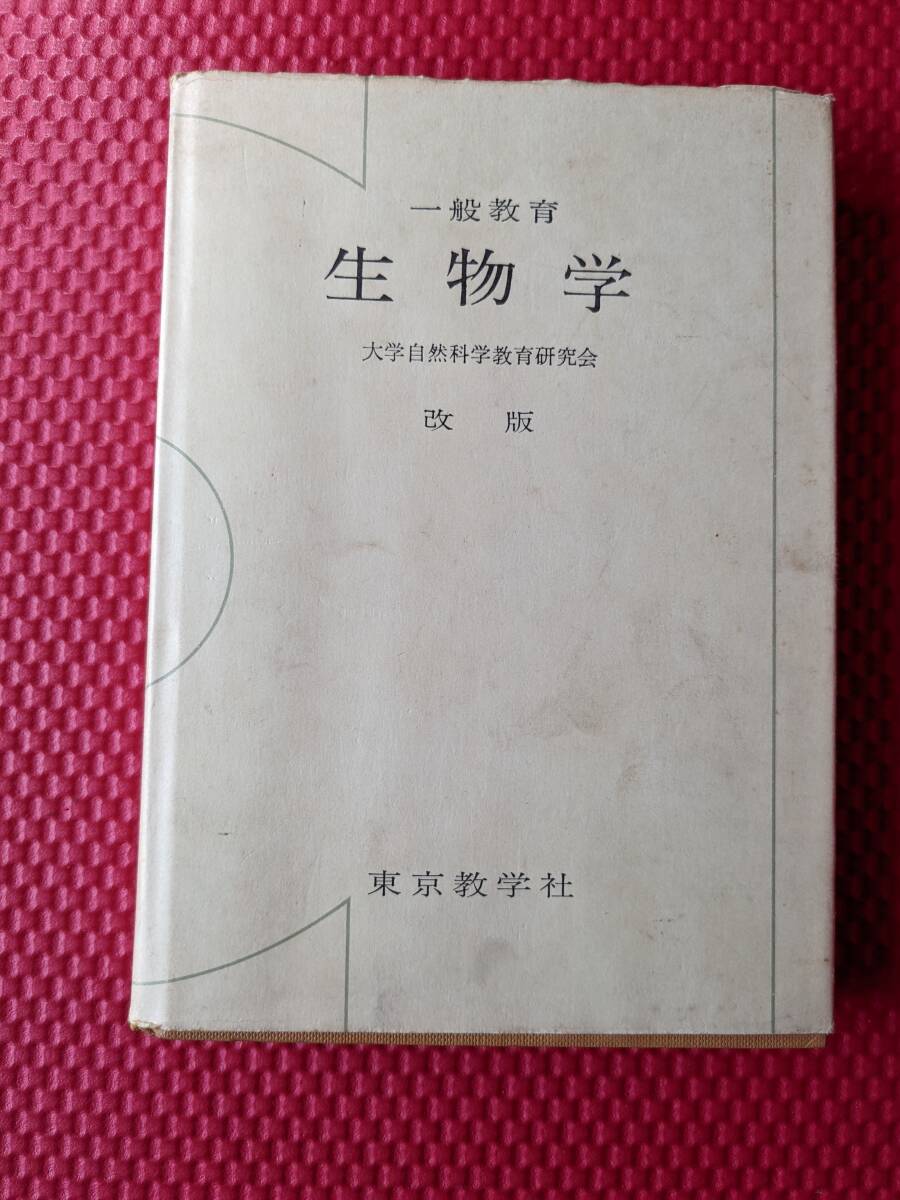 一般教育
生物学
大学自然科学教育研究会
改版
東京教学社